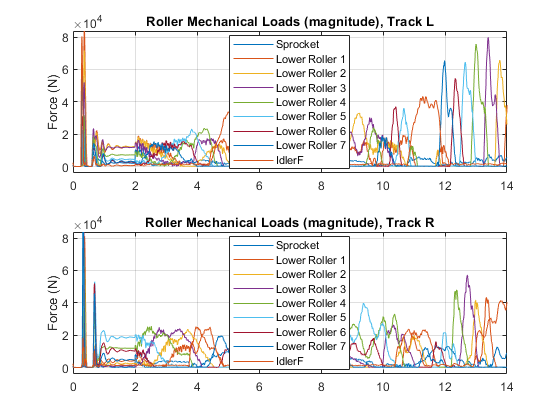 Roller Mechanical Loads (magnitude), Track L
×10⁴
Force (N)
8
6
4
2
0
0 2 4 6 8 10 12 14
Sprocket
Lower Roller 1
Lower Roller 2
Lower Roller 3
Lower Roller 4
Lower Roller 5
Lower Roller 6
Lower Roller 7
IdlerF
Roller Mechanical Loads (magnitude), Track R
×10⁴
Force (N)
8
6
4
2
0
0 2 4 6 8 10 12 14
Sprocket
Lower Roller 1
Lower Roller 2
Lower Roller 3
Lower Roller 4
Lower Roller 5
Lower Roller 6
Lower Roller 7
IdlerF